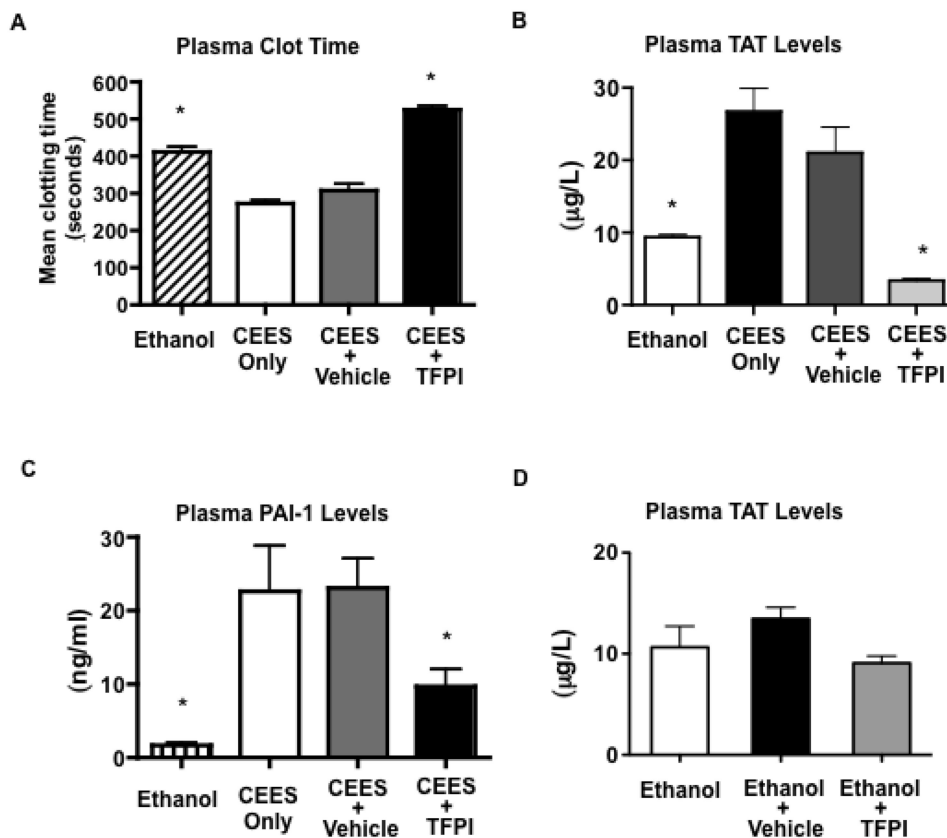 A
Plasma Clot Time
Mean clotting time
(seconds)
600
500
400
300
200
100
0
*
*
Ethanol
CEES
Only
CEES
+
Vehicle
CEES
+
TFPI
B
Plasma TAT Levels
(µg/L)
30
20
10
0
*
*
Ethanol
CEES
Only
CEES
+
Vehicle
CEES
+
TFPI
C
Plasma PAI-1 Levels
(ng/ml)
30
20
10
0
*
*
Ethanol
CEES
Only
CEES
+
Vehicle
CEES
+
TFPI
D
Plasma TAT Levels
(µg/L)
20
10
0
Ethanol
Ethanol
+
Vehicle
Ethanol
+
TFPI